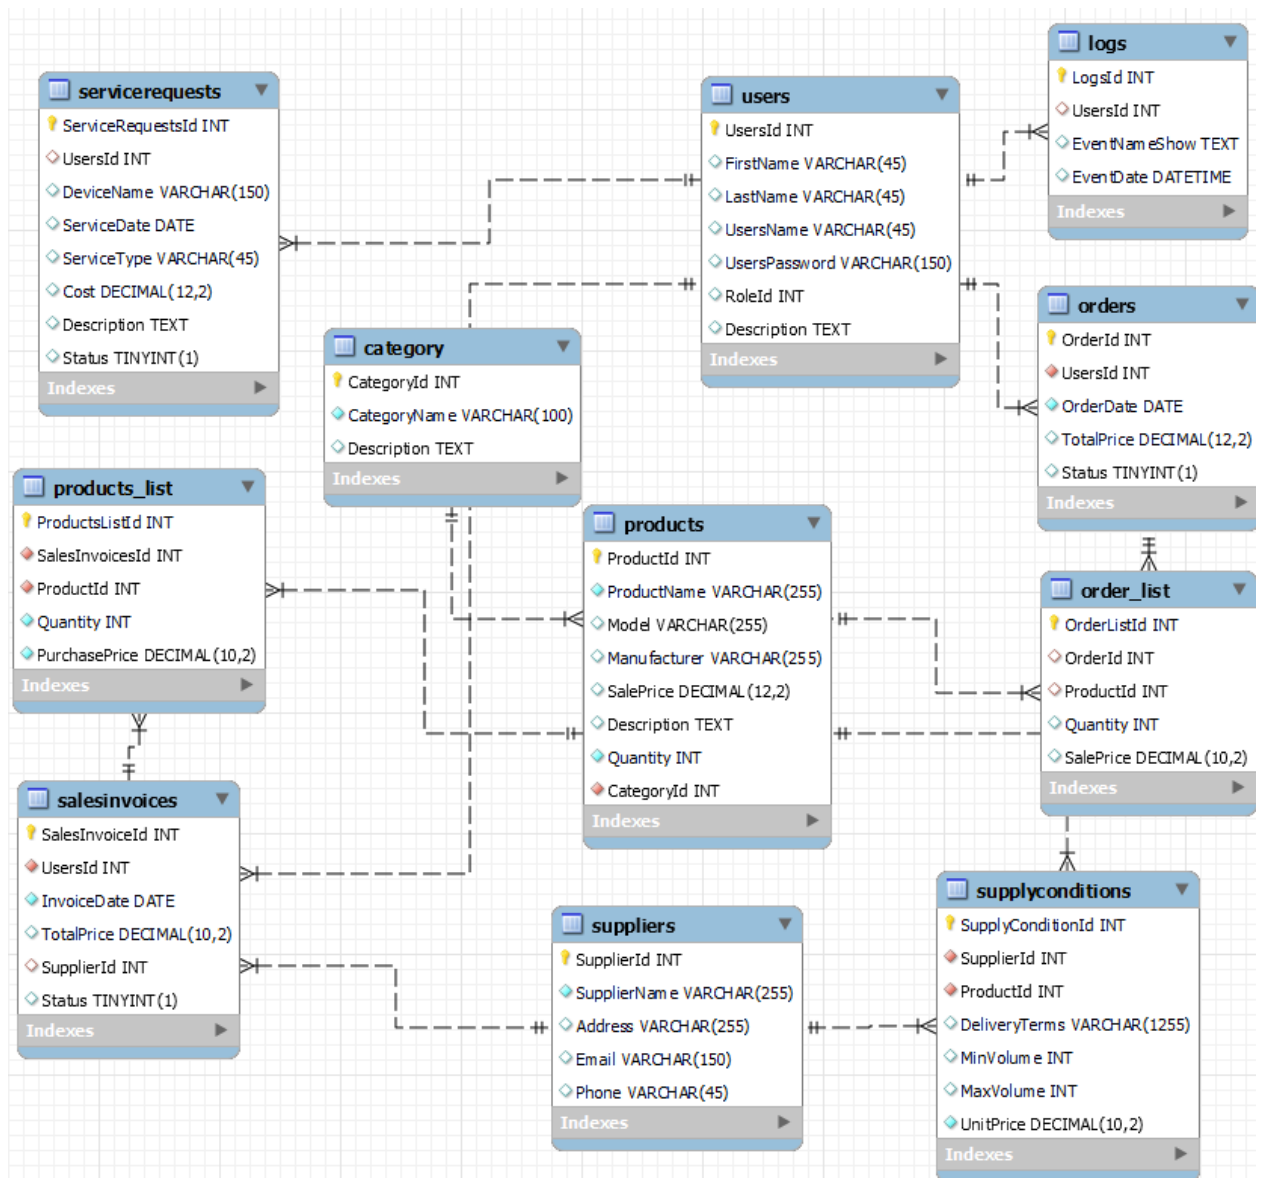 servicerequests
ServiceRequestsId INT
UsersId INT
DeviceName VARCHAR(150)
ServiceDate DATE
ServiceType VARCHAR(45)
Cost DECIMAL(12,2)
Description TEXT
Status TINYINT(1)
Indexes
users
UsersId INT
FirstName VARCHAR(45)
LastName VARCHAR(45)
UsersName VARCHAR(45)
UsersPassword VARCHAR(150)
RoleId INT
Description TEXT
Indexes
logs
LogsId INT
UsersId INT
EventNameShow TEXT
EventDate DATETIME
Indexes
category
CategoryId INT
CategoryName VARCHAR(100)
Description TEXT
Indexes
orders
OrderId INT
UsersId INT
OrderDate DATE
TotalPrice DECIMAL(12,2)
Status TINYINT(1)
Indexes
products_list
ProductsListId INT
SalesInvoicesId INT
ProductId INT
Quantity INT
PurchasePrice DECIMAL(10,2)
Indexes
products
ProductId INT
ProductName VARCHAR(255)
Model VARCHAR(255)
Manufacturer VARCHAR(255)
SalePrice DECIMAL(12,2)
Description TEXT
Quantity INT
CategoryId INT
Indexes
order_list
OrderListId INT
OrderId INT
ProductId INT
Quantity INT
SalePrice DECIMAL(10,2)
Indexes
salesinvoices
SalesInvoiceId INT
UsersId INT
InvoiceDate DATE
TotalPrice DECIMAL(10,2)
SupplierId INT
Status TINYINT(1)
Indexes
suppliers
SupplierId INT
SupplierName VARCHAR(255)
Address VARCHAR(255)
Email VARCHAR(150)
Phone VARCHAR(45)
Indexes
supplyconditions
SupplyConditionId INT
SupplierId INT
ProductId INT
DeliveryTerms VARCHAR(1255)
MinVolume INT
MaxVolume INT
UnitPrice DECIMAL(10,2)
Indexes